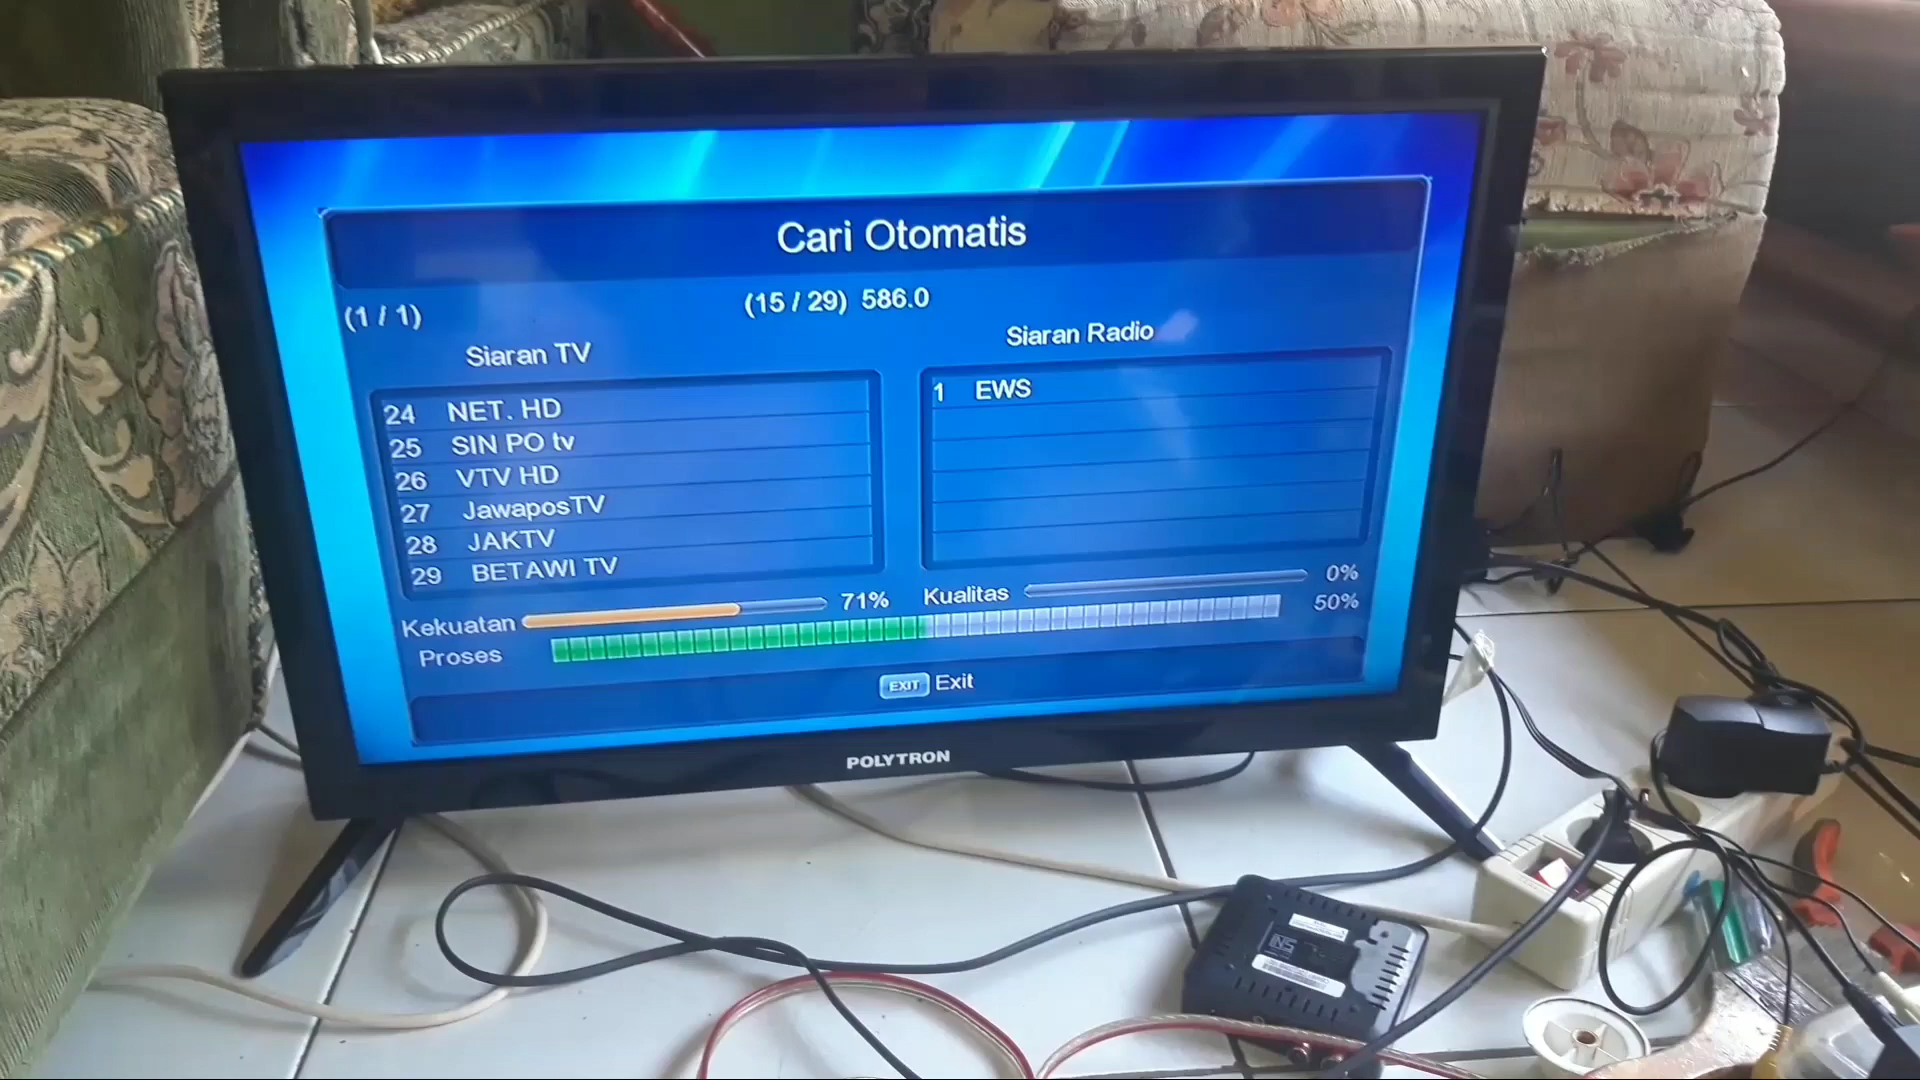 Cari Otomatis
(1 / 1)
(15 / 29) 586.0
Siaran TV
Siaran Radio
24 NET. HD
25 SIN PO tv
26 VTV HD
27 JawaposTV
28 JAKTV
29 BETAWI TV
1 EWS
Kekuatan 71%
Kualitas 0%
Proses 50%
EXIT Exit
POLYTRON